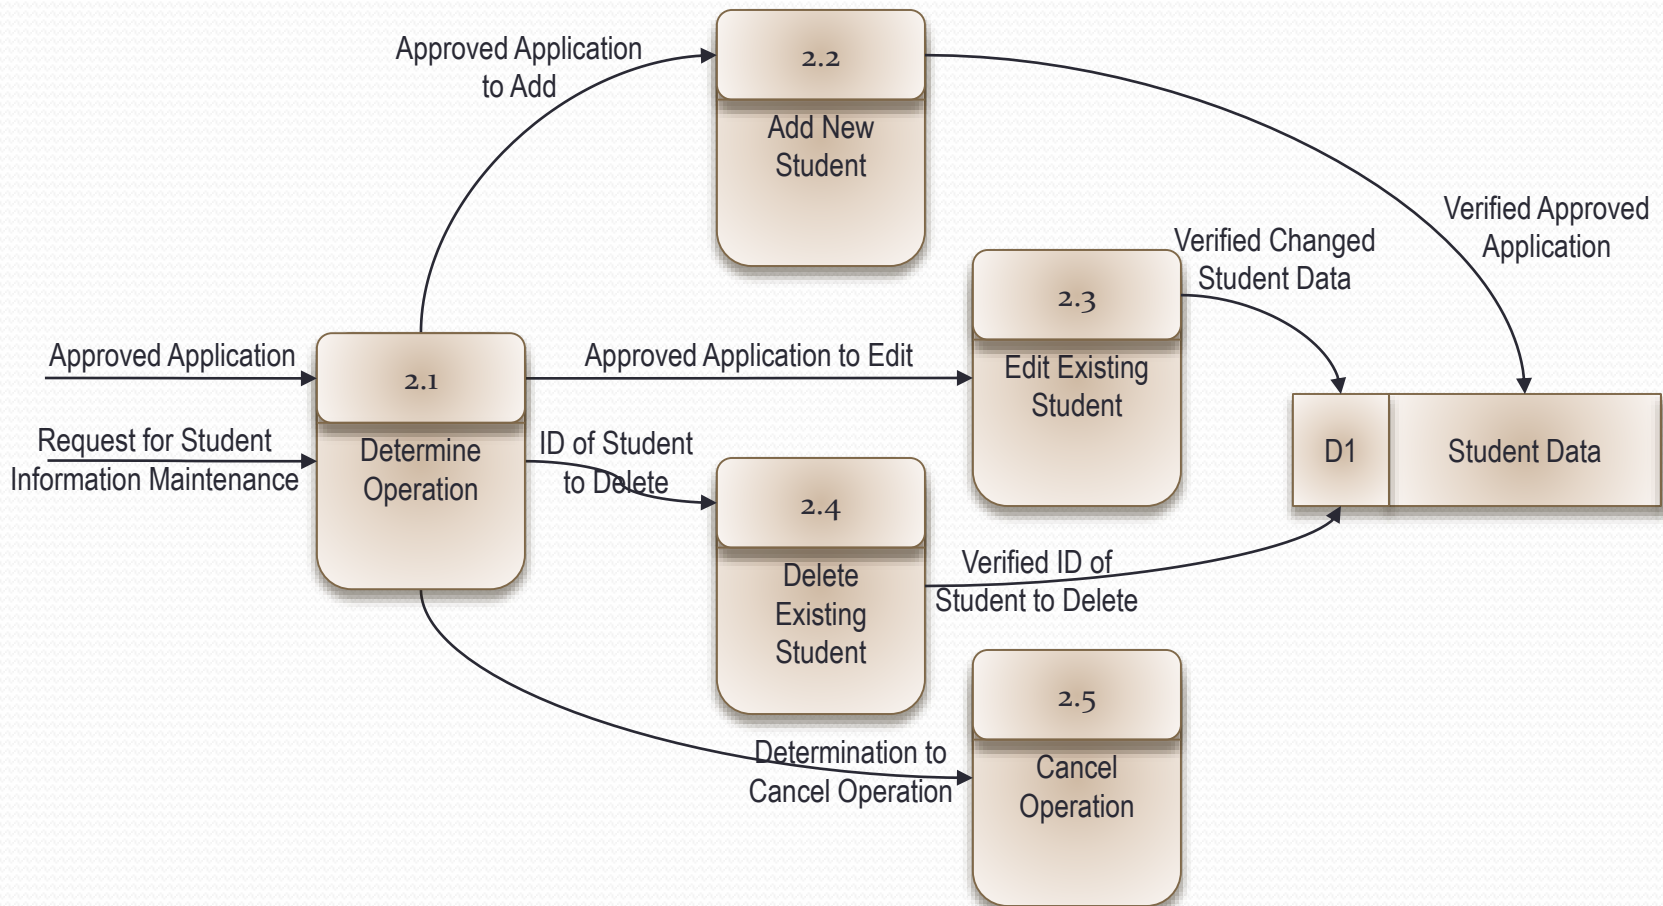 Approved Application
to Add
2.2
Add New
Student
Verified Approved
Application
Verified Changed
Student Data
2.3
Edit Existing
Student
Approved Application
2.1
Approved Application to Edit
Request for Student
Information Maintenance
Determine
Operation
ID of Student
to Delete
D1
Student Data
2.4
Delete
Existing
Student
Verified ID of
Student to Delete
2.5
Cancel
Operation
Determination to
Cancel Operation